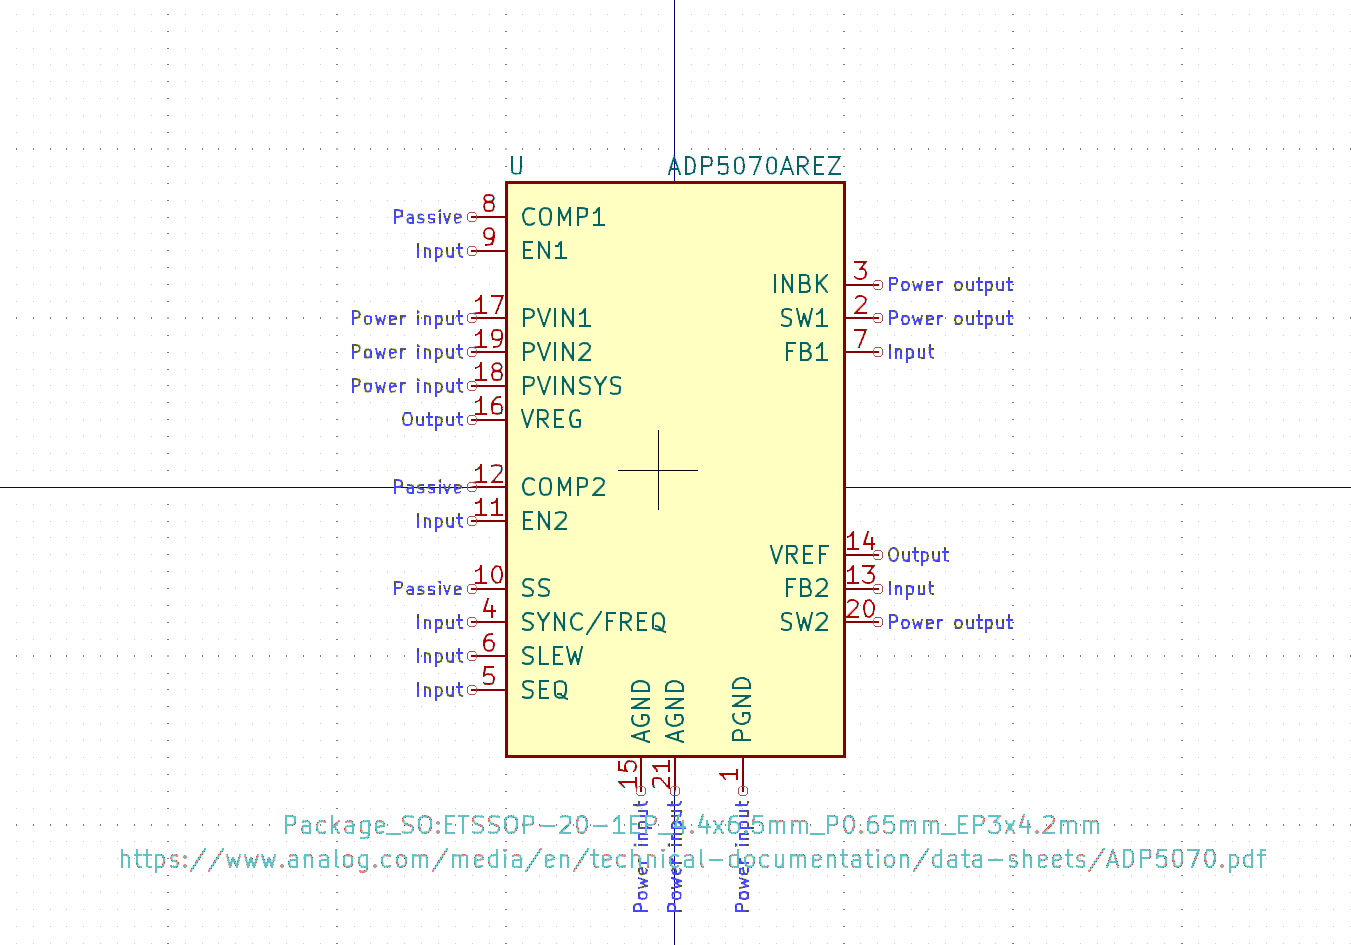 U ADP5070AREZ
Passive 8 COMP1
Input 9 EN1
INBK 3 Power output
Power input 17 PVIN1 SW1 2 Power output
Power input 19 PVIN2 FB1 7 Input
Power input 18 PVINSYS
Output 16 VREG
Passive 12 COMP2
Input 11 EN2
VREF 14 Output
Passive 10 SS FB2 13 Input
Input 4 SYNC/FREQ SW2 20 Power output
Input 6 SLEW
Input 5 SEQ
AGND 15 Power input
AGND 21 Power input
PGND 1 Power input
Package_SO:ETSSOP-20-1EP_4.4x6.5mm_P0.65mm_EP3x4.2mm
https://www.analog.com/media/en/technical-documentation/data-sheets/ADP5070.pdf